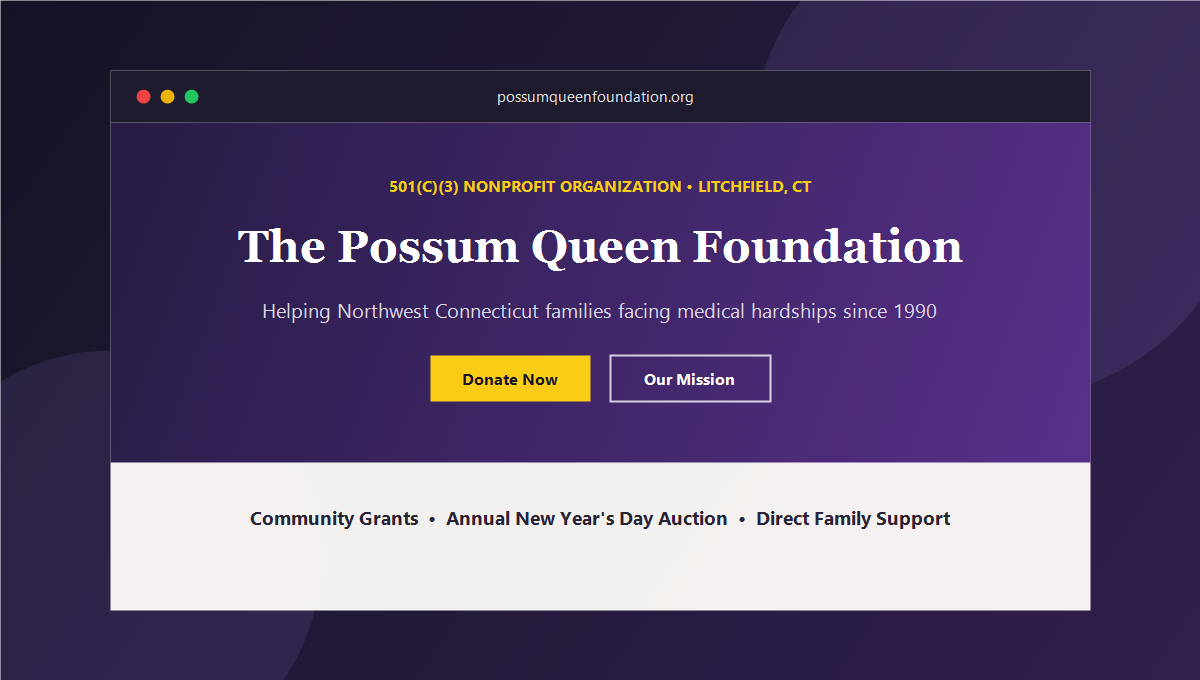 possumqueenfoundation.org
501(C)(3) NONPROFIT ORGANIZATION • LITCHFIELD, CT
The Possum Queen Foundation
Helping Northwest Connecticut families facing medical hardships since 1990
Donate Now
Our Mission
Community Grants • Annual New Year's Day Auction • Direct Family Support